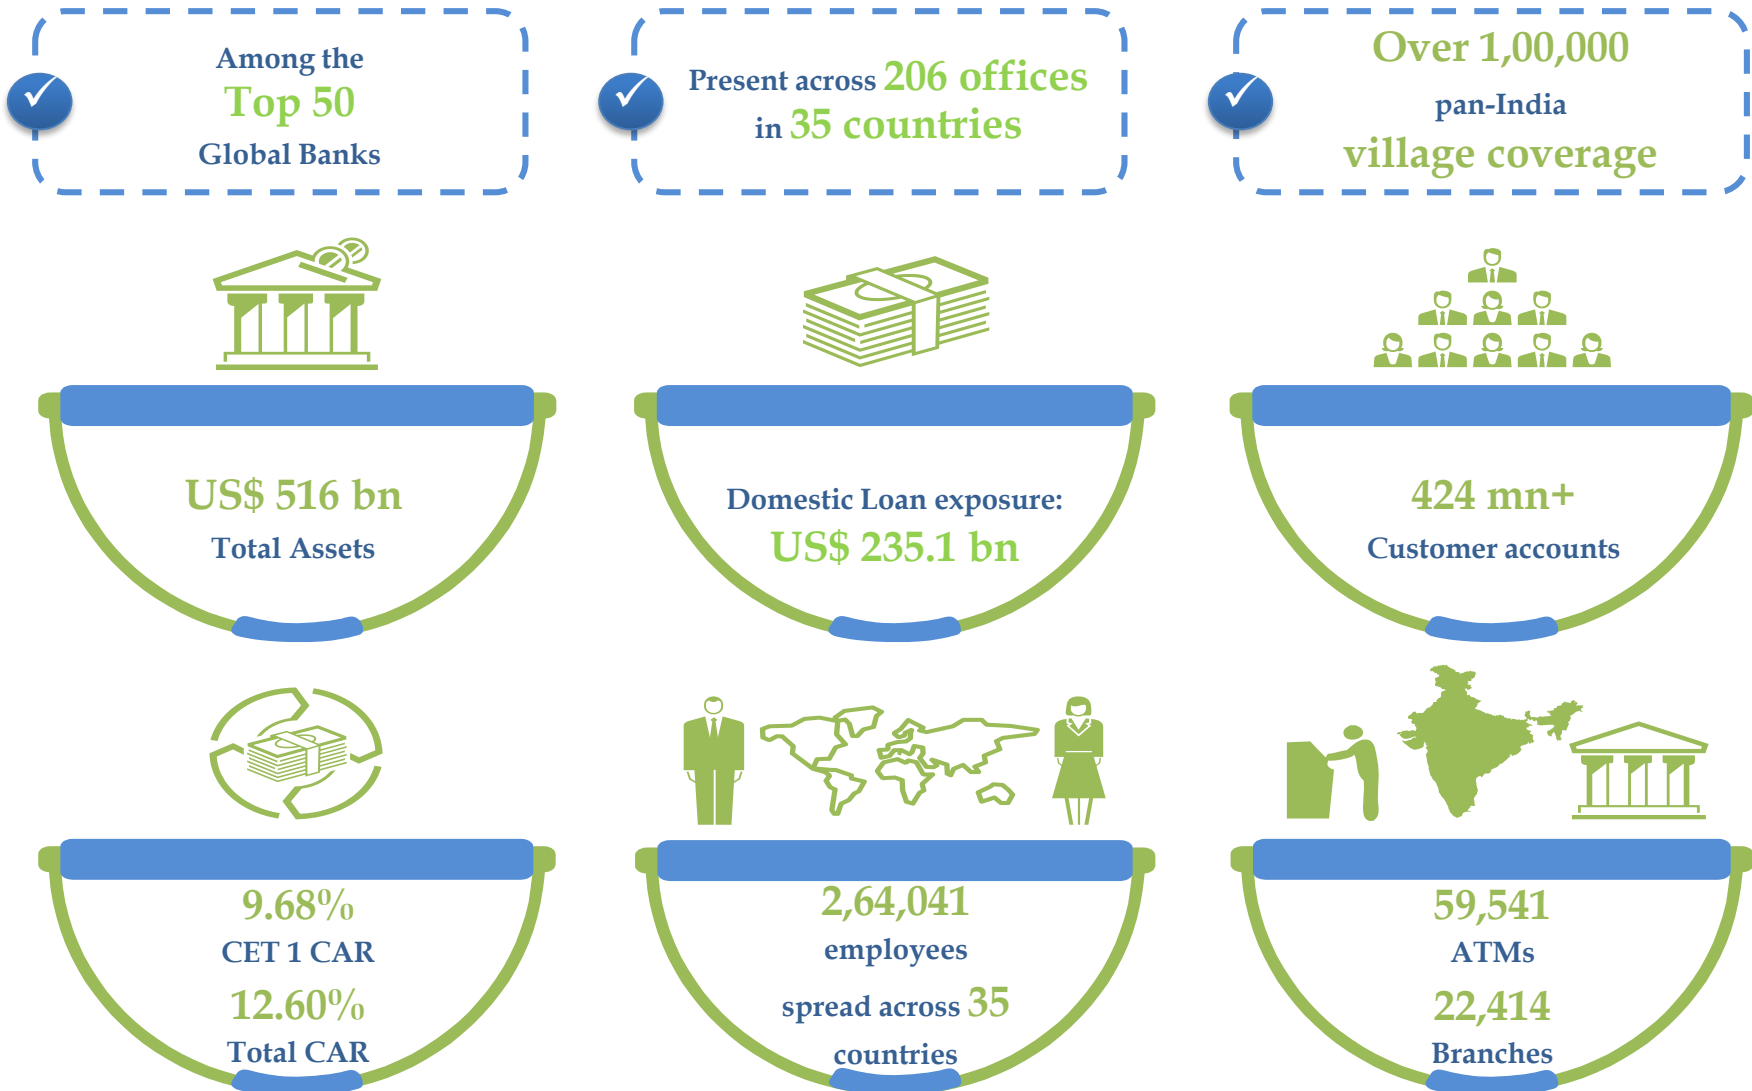 Among the
Top 50
Global Banks
Present across 206 offices
in 35 countries
Over 1,00,000
pan-India
village coverage
US$ 516 bn
Total Assets
Domestic Loan exposure:
US$ 235.1 bn
424 mn+
Customer accounts
9.68%
CET 1 CAR
12.60%
Total CAR
2,64,041
employees
spread across 35
countries
59,541
ATMs
22,414
Branches